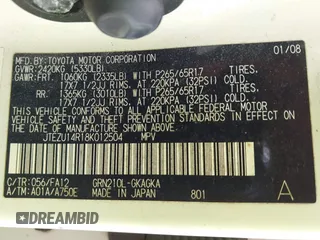 MFD. BY: TOYOTA MOTOR CORPORATION 01/08
GVWR: 2420KG (5330LB)
GAWR: FRT. 1060KG (2335LB) WITH P265/65R17 TIRES,
17X7 1/2JJ RIMS, AT 220KPA (32PSI) COLD.
RR. 1365KG (3010LB) WITH P265/65R17 TIRES,
17X7 1/2JJ RIMS, AT 220KPA (32PSI) COLD.
THIS VEHICLE CONFORMS TO ALL APPLICABLE FEDERAL MOTOR
VEHICLE SAFETY STANDARDS IN EFFECT ON THE DATE OF
MANUFACTURE SHOWN ABOVE.
JTEZU14R18K012504 MPV
C/TR: 056/FA12 GRN210L-GKAGKA
A/TM: A01A/A750E MADE IN JAPAN 801 A
DREAMBID AUTO